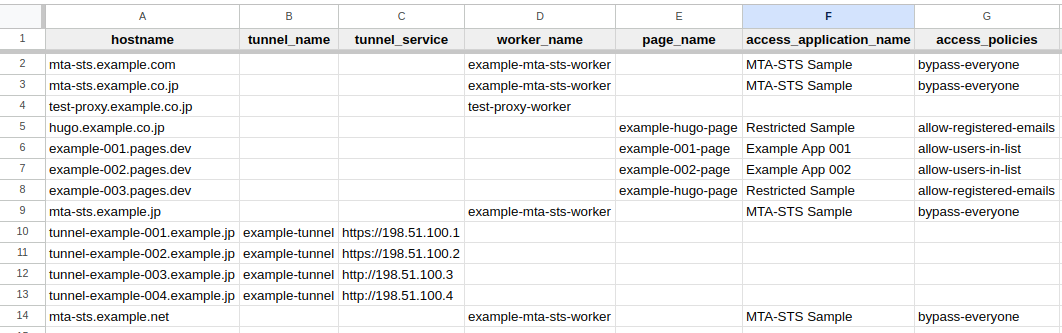 A B C D E F G
1 hostname tunnel_name tunnel_service worker_name page_name access_application_name access_policies
2 mta-sts.example.com example-mta-sts-worker MTA-STS Sample bypass-everyone
3 mta-sts.example.co.jp example-mta-sts-worker MTA-STS Sample bypass-everyone
4 test-proxy.example.co.jp test-proxy-worker
5 hugo.example.co.jp example-hugo-page Restricted Sample allow-registered-emails
6 example-001.pages.dev example-001-page Example App 001 allow-users-in-list
7 example-002.pages.dev example-002-page Example App 002 allow-users-in-list
8 example-003.pages.dev example-hugo-page Restricted Sample allow-registered-emails
9 mta-sts.example.jp example-mta-sts-worker MTA-STS Sample bypass-everyone
10 tunnel-example-001.example.jp example-tunnel https://198.51.100.1
11 tunnel-example-002.example.jp example-tunnel https://198.51.100.2
12 tunnel-example-003.example.jp example-tunnel http://198.51.100.3
13 tunnel-example-004.example.jp example-tunnel http://198.51.100.4
14 mta-sts.example.net example-mta-sts-worker MTA-STS Sample bypass-everyone